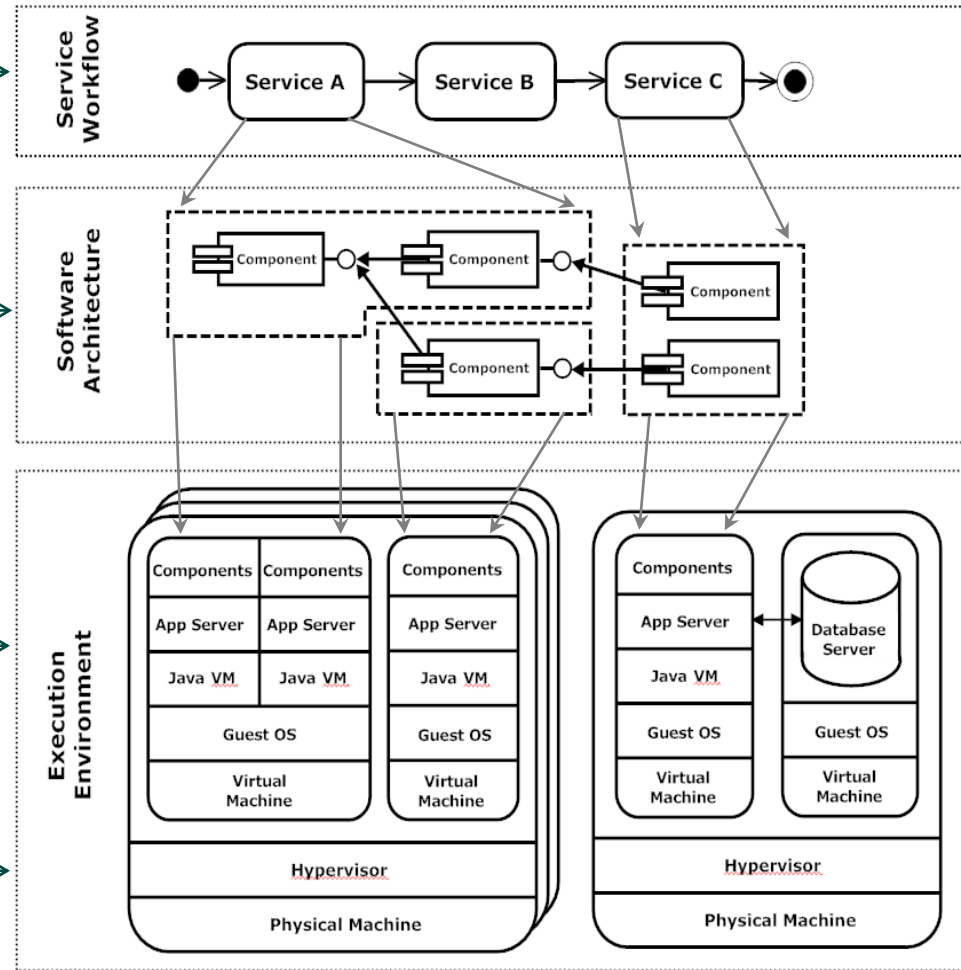 Service
Workflow
Service A
Service B
Service C
Software
Architecture
Component
Component
Component
Component
Component
Execution
Environment
Components
Components
App Server
App Server
Java VM
Java VM
Guest OS
Virtual
Machine
Components
App Server
Java VM
Guest OS
Virtual
Machine
Hypervisor
Physical Machine
Components
App Server
Java VM
Guest OS
Virtual
Machine
Database
Server
Guest OS
Virtual
Machine
Hypervisor
Physical Machine